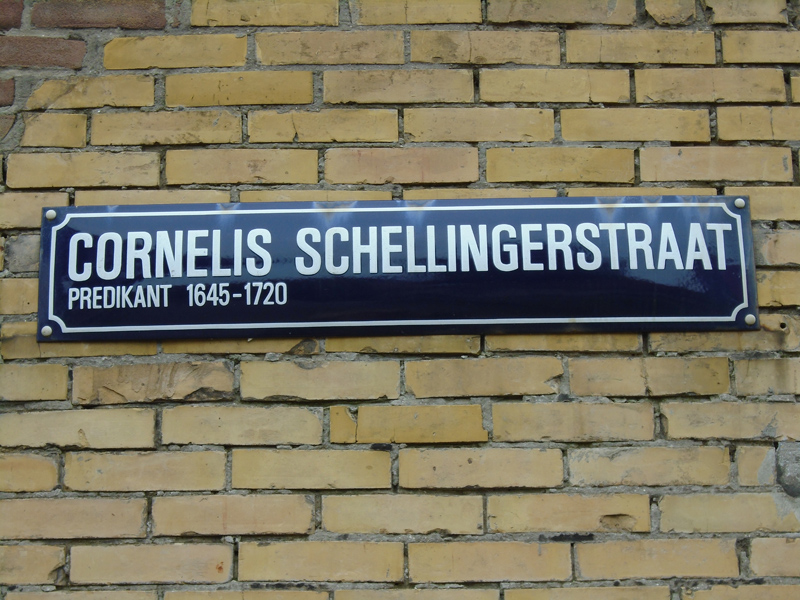 CORNELIS SCHELLINGERSTRAAT
PREDIKANT 1645-1720